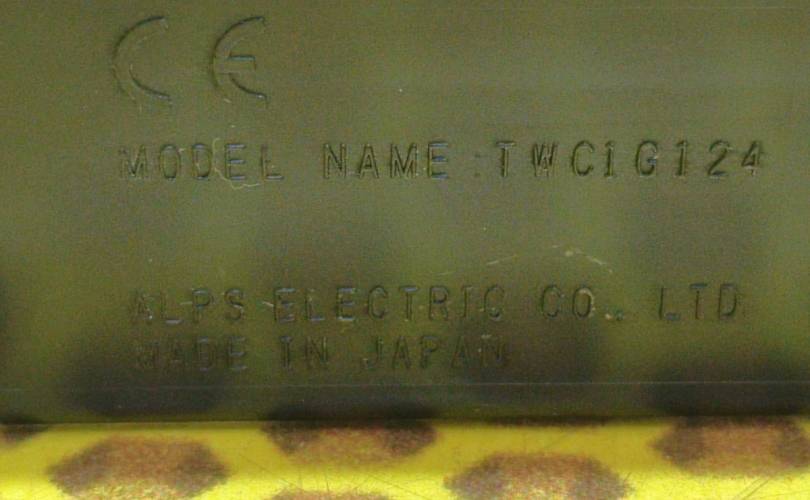 CE
MODEL NAME:TWC1G124
ALPS ELECTRIC CO., LTD
MADE IN JAPAN